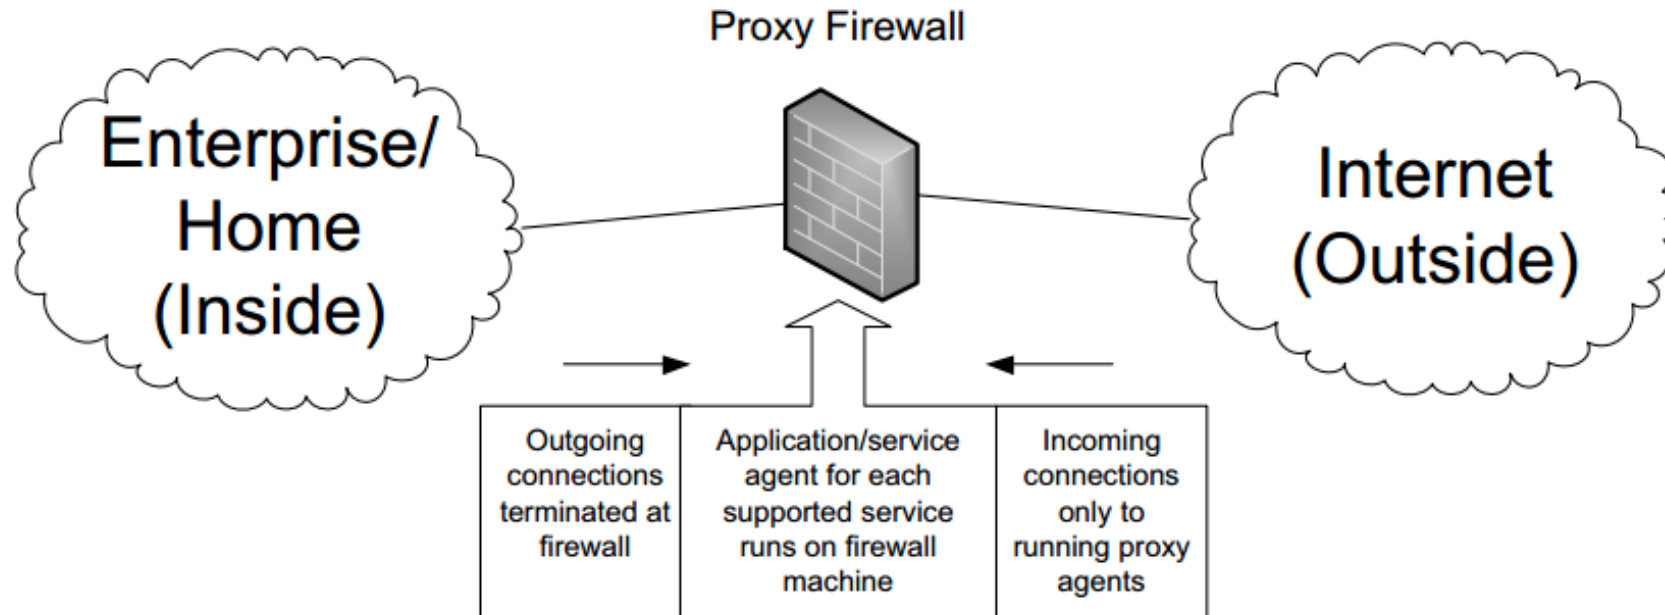 Proxy Firewall
Enterprise/
Home
(Inside)
Internet
(Outside)
Outgoing
connections
terminated at
firewall
Application/service
agent for each
supported service
runs on firewall
machine
Incoming
connections
only to
running proxy
agents